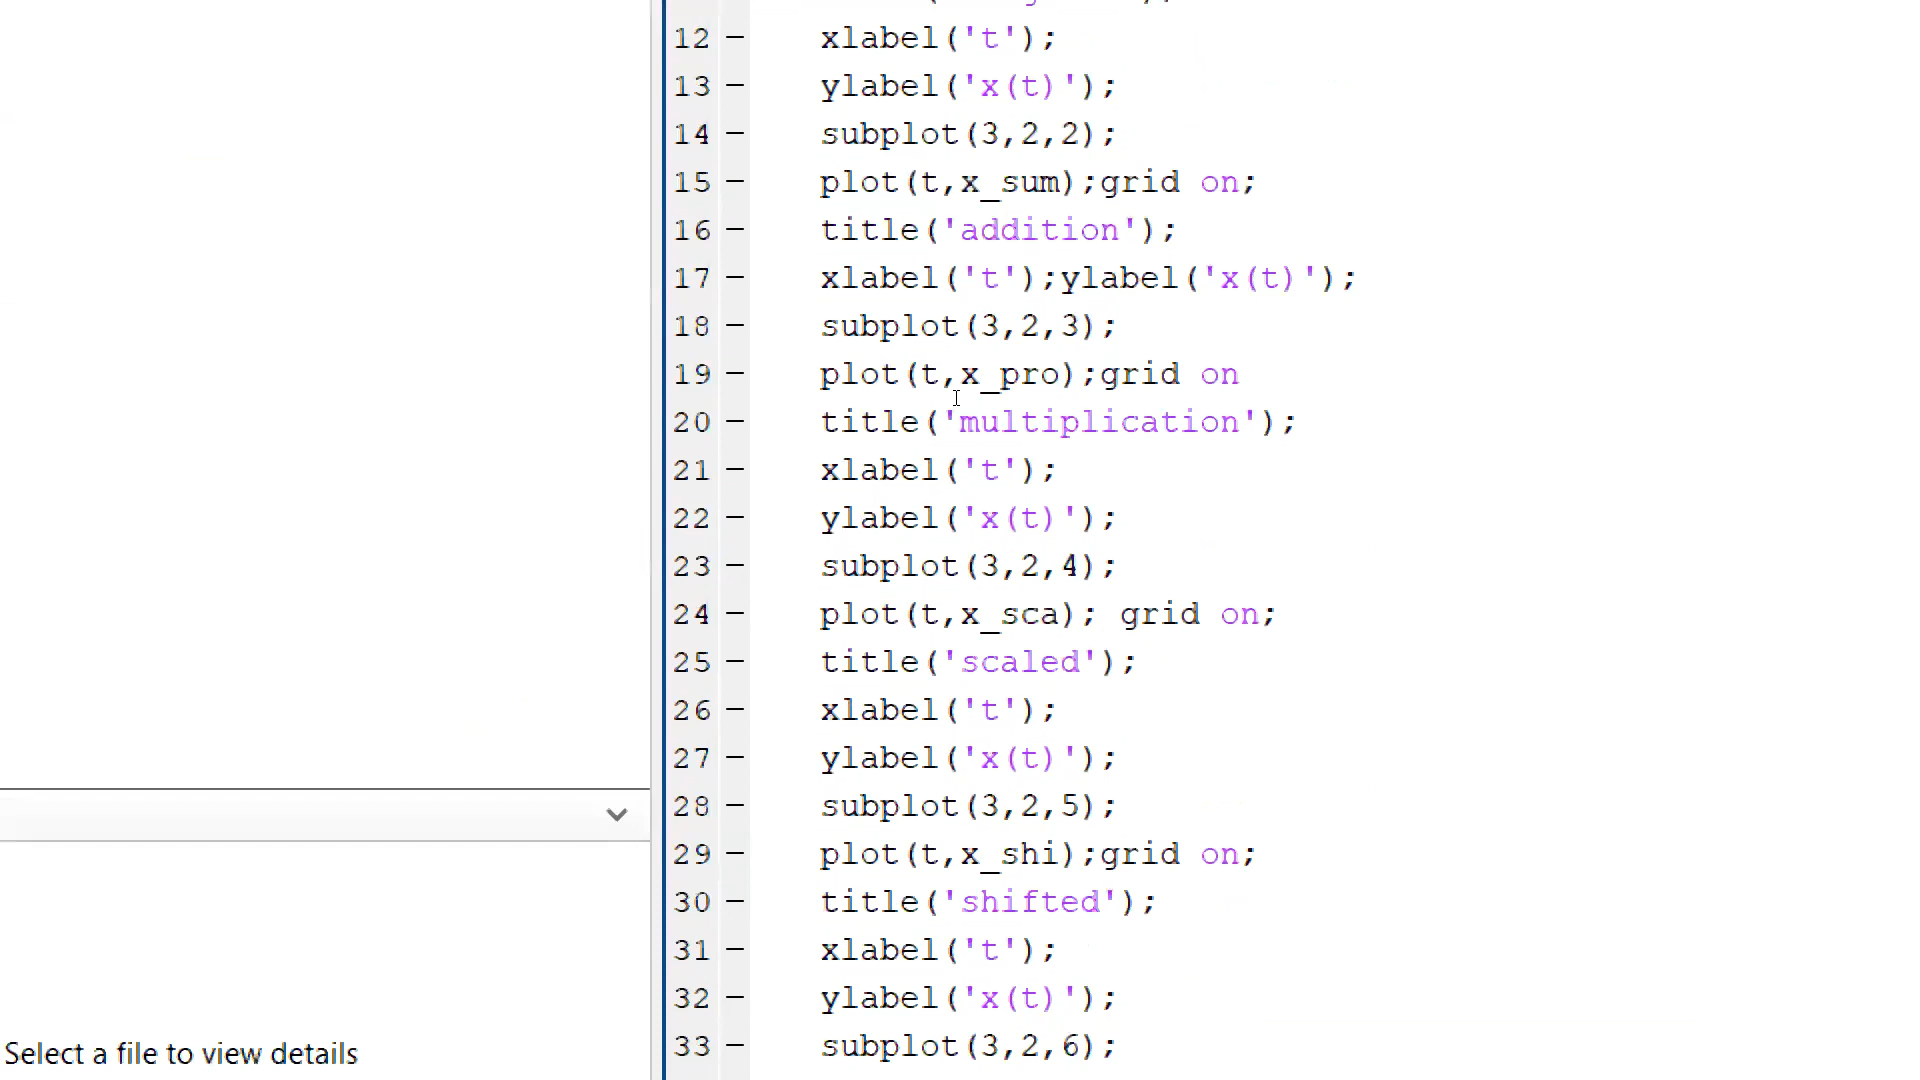 12 – xlabel('t');
13 – ylabel('x(t)');
14 – subplot(3,2,2);
15 – plot(t,x_sum);grid on;
16 – title('addition');
17 – xlabel('t');ylabel('x(t)');
18 – subplot(3,2,3);
19 – plot(t,x_pro);grid on
20 – title('multiplication');
21 – xlabel('t');
22 – ylabel('x(t)');
23 – subplot(3,2,4);
24 – plot(t,x_sca); grid on;
25 – title('scaled');
26 – xlabel('t');
27 – ylabel('x(t)');
28 – subplot(3,2,5);
29 – plot(t,x_shi);grid on;
30 – title('shifted');
31 – xlabel('t');
32 – ylabel('x(t)');
33 – subplot(3,2,6);
Select a file to view details